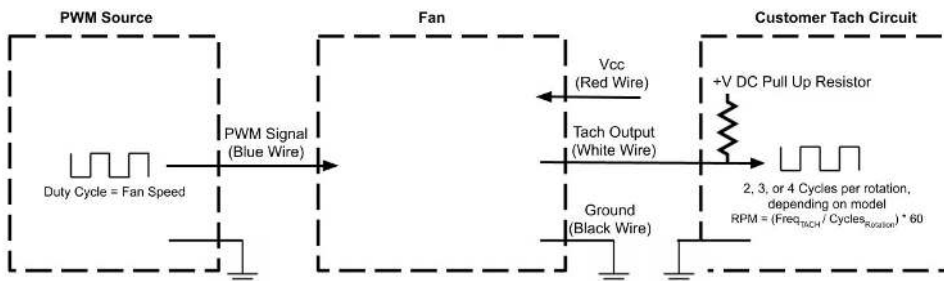 PWM Source
Fan
Customer Tach Circuit
Vcc
(Red Wire)
+V DC Pull Up Resistor
PWM Signal
(Blue Wire)
Tach Output
(White Wire)
Duty Cycle = Fan Speed
2, 3, or 4 Cycles per rotation,
depending on model
RPM = (Freq_TACH / Cycles_Rotation) * 60
Ground
(Black Wire)